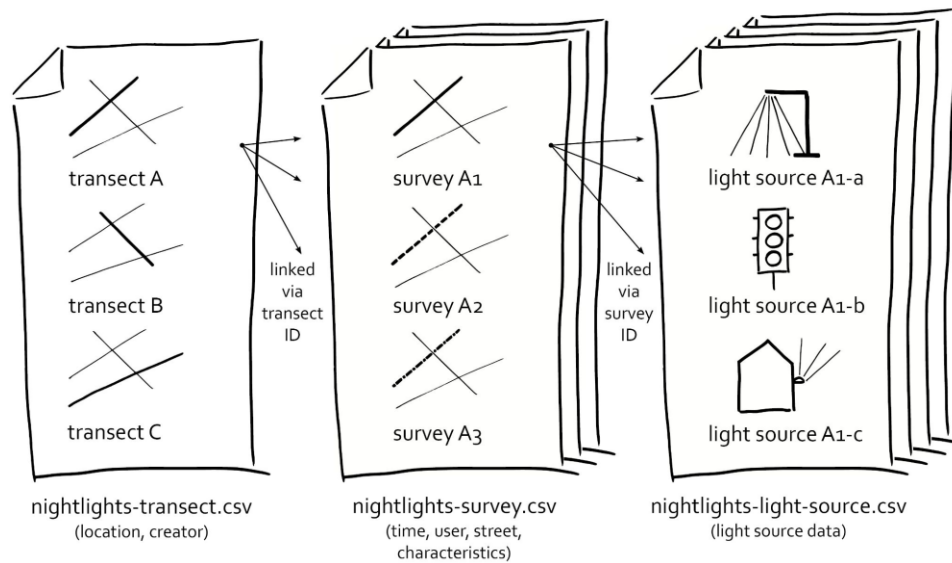 transect A
transect B
transect C
linked
via
transect
ID
survey A1
survey A2
survey A3
linked
via
survey
ID
light source A1-a
light source A1-b
light source A1-c
nightlights-transect.csv
(location, creator)
nightlights-survey.csv
(time, user, street,
characteristics)
nightlights-light-source.csv
(light source data)